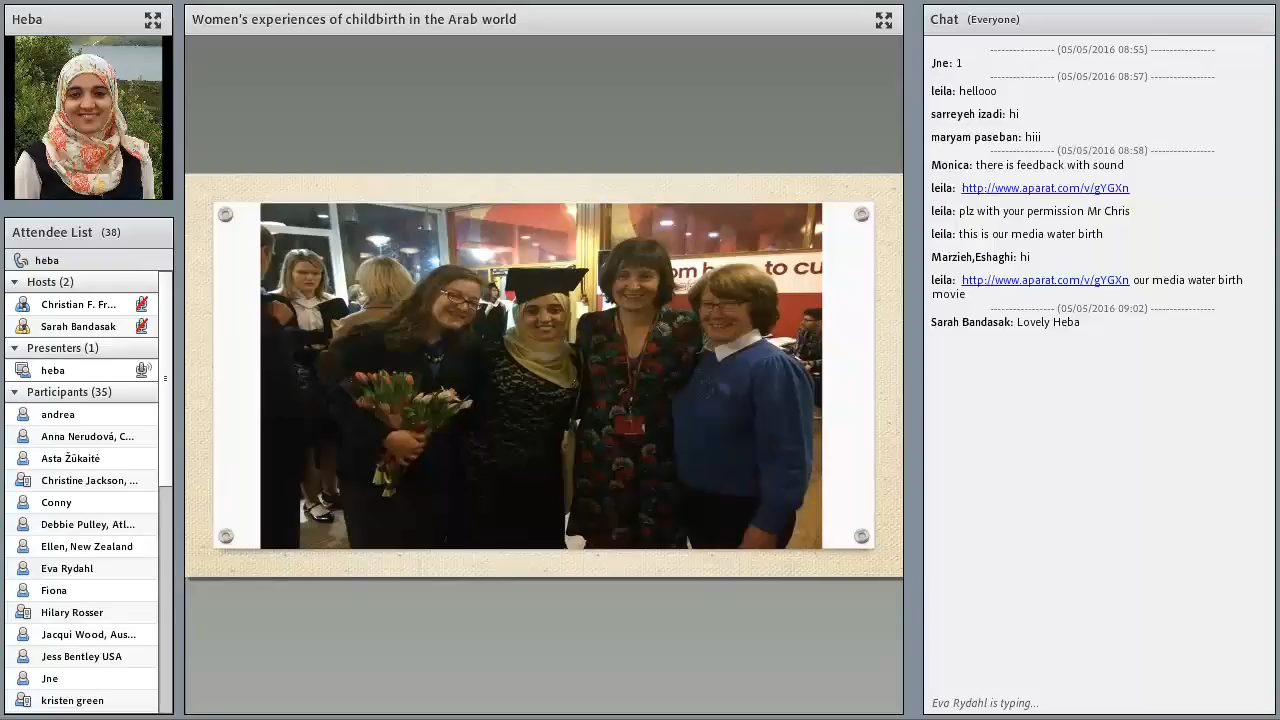 Heba
Attendee List (38)
heba
Hosts (2)
Christian F. Fr...
Sarah Bandasak
Presenters (1)
heba
Participants (35)
andrea
Anna Nerudová, C...
Asta Žūkaitė
Christine Jackson, ...
Conny
Debbie Pulley, Atl...
Ellen, New Zealand
Eva Rydahl
Fiona
Hilary Rosser
Jacqui Wood, Aus...
Jess Bentley USA
Jne
kristen green
Women's experiences of childbirth in the Arab world
to cu
Chat (Everyone)
----------------- (05/05/2016 08:55) -----------------
Jne: 1
----------------- (05/05/2016 08:57) -----------------
leila: hellooo
sarreyeh izadi: hi
maryam paseban: hiii
----------------- (05/05/2016 08:58) -----------------
Monica: there is feedback with sound
leila: http://www.aparat.com/v/gYGXn
leila: plz with your permission Mr Chris
leila: this is our media water birth
Marzieh,Eshaghi: hi
leila: http://www.aparat.com/v/gYGXn our media water birth
movie
----------------- (05/05/2016 09:02) -----------------
Sarah Bandasak: Lovely Heba
Eva Rydahl is typing...